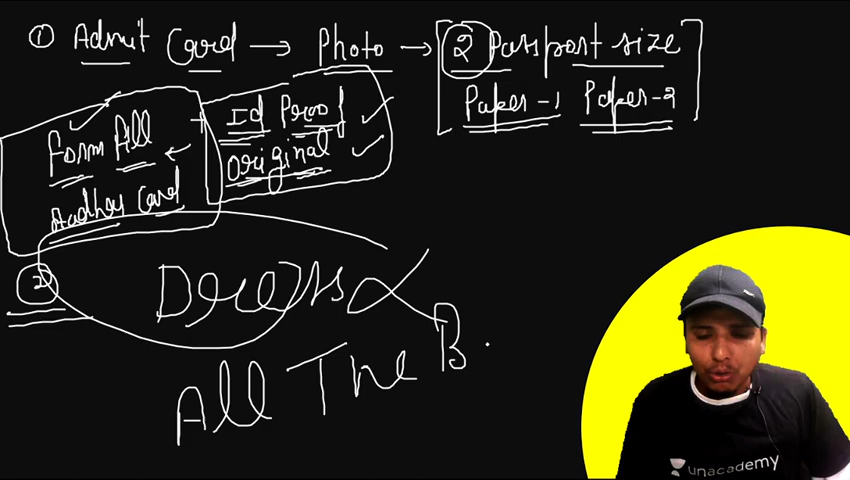 ① Admit Card → Photo → [② Passport size
Paper-1 Paper-2]
Id Proof
Original
form fill
Aadhar Card
②
Dress
All The B
unacademy